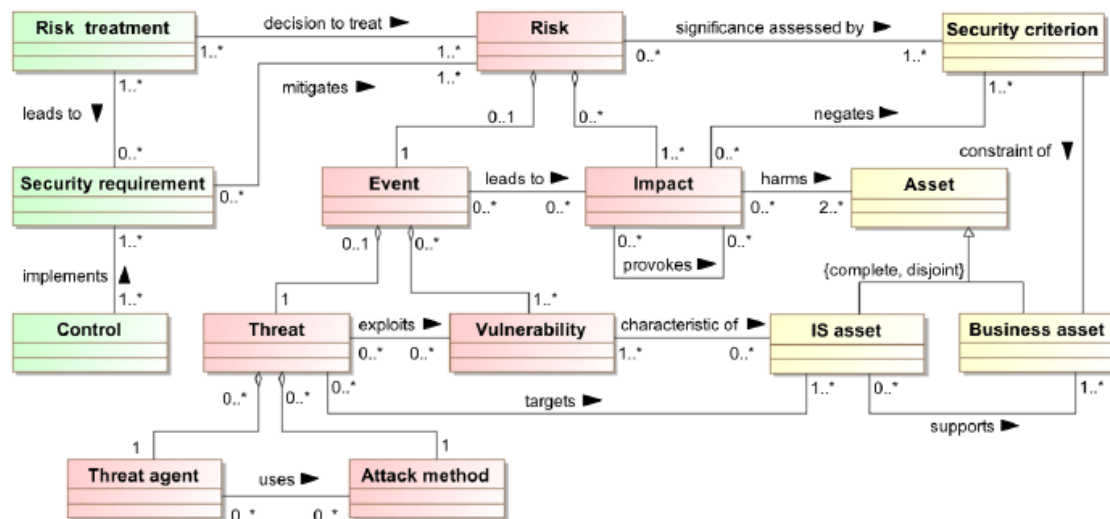 Risk treatment
decision to treat ►
1..*
1..*
Risk
significance assessed by ►
0..*
1..*
Security criterion
1..*
leads to ▼
0..*
mitigates ►
1..*
0..1
0..*
negates ►
1..*
constraint of ▼
Security requirement
0..*
1
Event
leads to ►
0..*
0..*
1..*
0..*
Impact
harms ►
0..*
2..*
Asset
1..*
implements ▲
1..*
0..1
0..*
0..*
0..*
provokes ►
{complete, disjoint}
Control
1
Threat
exploits ►
0..*
0..*
1..*
Vulnerability
characteristic of ►
1..*
0..*
IS asset
Business asset
0..*
0..*
0..*
targets ►
1..*
0..*
1..*
supports ►
1
1
Threat agent
uses ►
0..*
0..*
Attack method